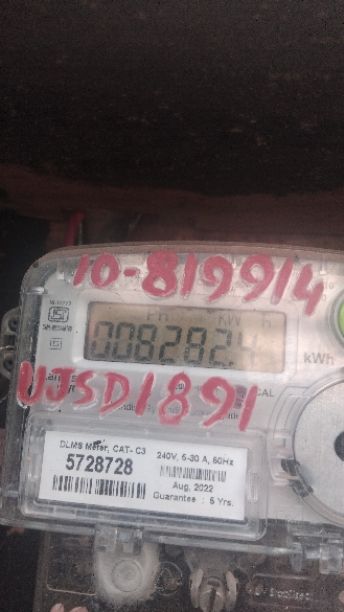 10-819914
008282.4
kWh
UJSD1891
DLMS Meter, CAT- C3
5728728
240V, 5-30 A, 50Hz
Aug, 2022
Guarantee : 5 Yrs.